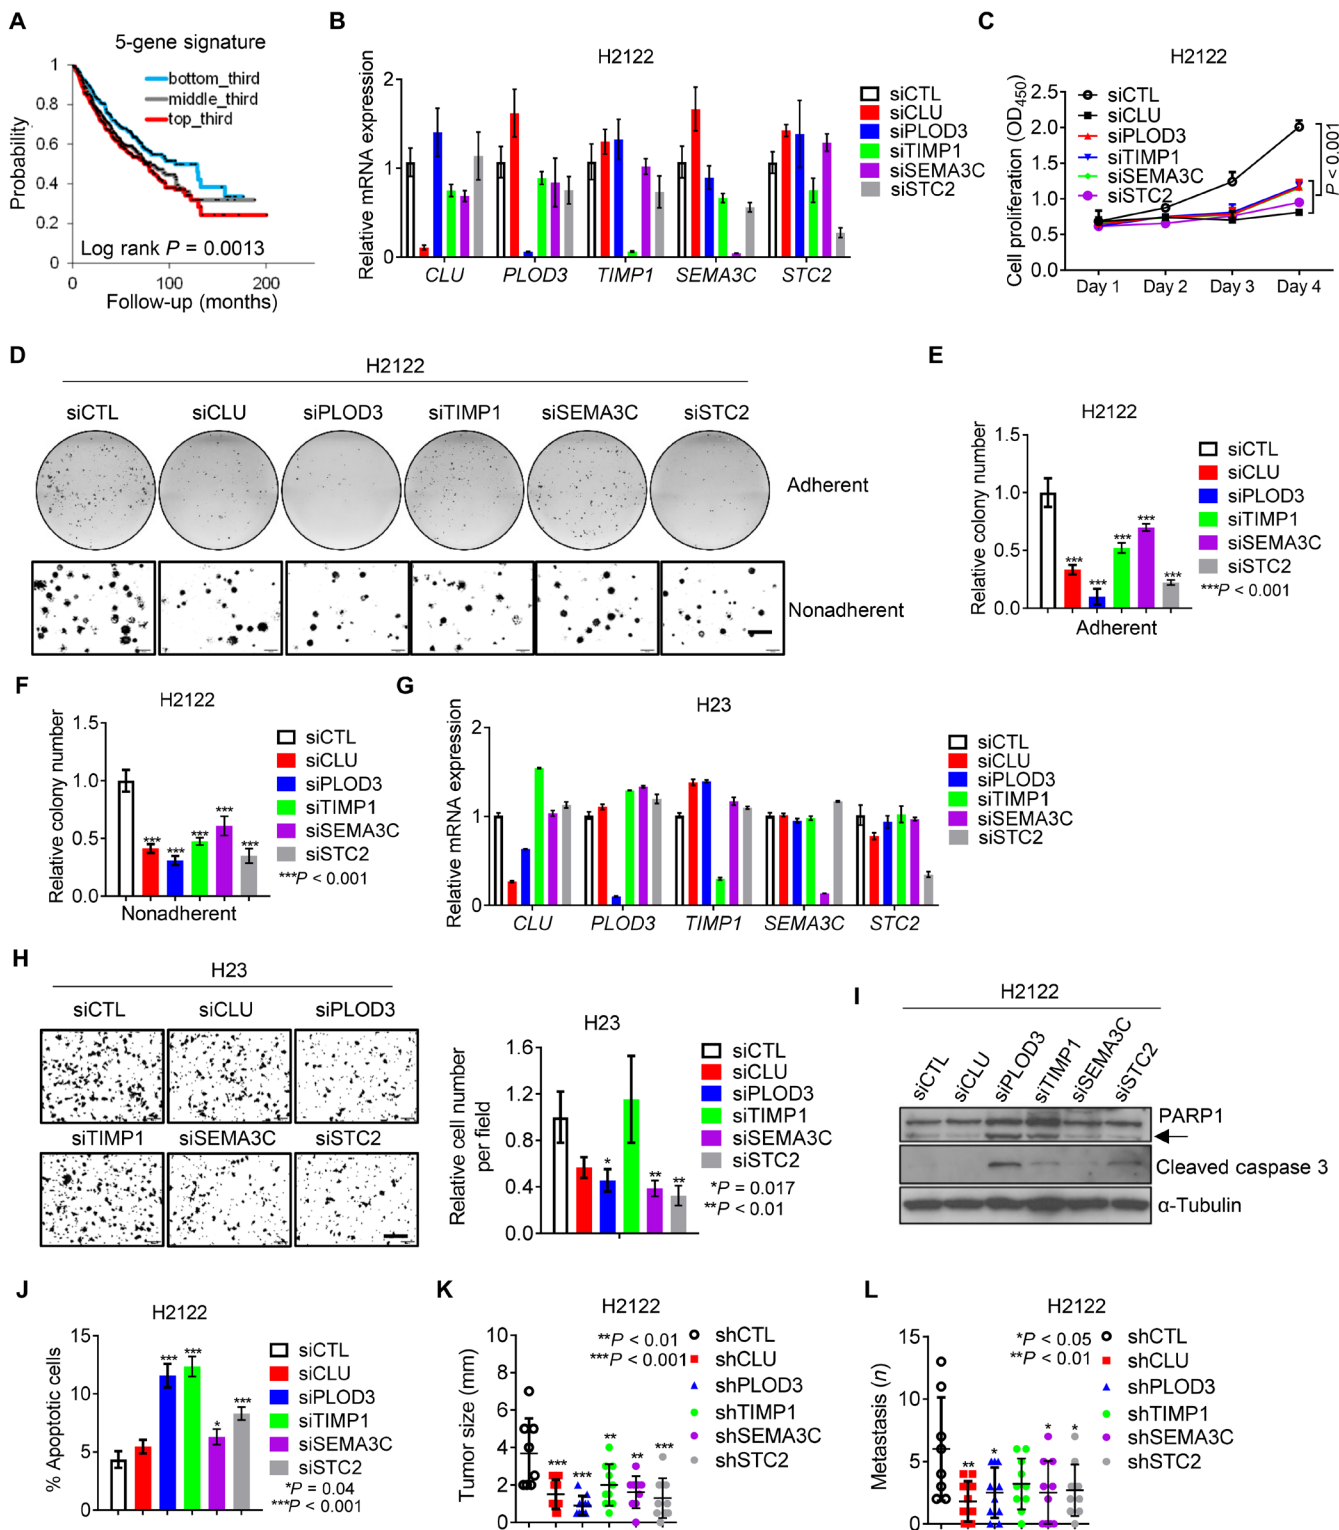 A
5-gene signature
bottom_third
middle_third
top_third
1
0.8
0.6
0.4
0.2
0
Probability
Log rank P = 0.0013
0
100
200
Follow-up (months)
B
H2122
Relative mRNA expression
2
1
0
CLU
PLOD3
TIMP1
SEMA3C
STC2
siCTL
siCLU
siPLOD3
siTIMP1
siSEMA3C
siSTC2
C
H2122
Cell proliferation (OD450)
2.5
2.0
1.5
1.0
0.5
0.0
siCTL
siCLU
siPLOD3
siTIMP1
siSEMA3C
siSTC2
P < 0.001
Day 1
Day 2
Day 3
Day 4
D
H2122
siCTL
siCLU
siPLOD3
siTIMP1
siSEMA3C
siSTC2
Adherent
Nonadherent
E
H2122
Relative colony number
1.5
1.0
0.5
0.0
***
***
***
***
***
Adherent
siCTL
siCLU
siPLOD3
siTIMP1
siSEMA3C
siSTC2
***P < 0.001
F
H2122
Relative colony number
1.5
1.0
0.5
0.0
***
***
***
***
***
Nonadherent
siCTL
siCLU
siPLOD3
siTIMP1
siSEMA3C
siSTC2
***P < 0.001
G
H23
Relative mRNA expression
2
1
0
CLU
PLOD3
TIMP1
SEMA3C
STC2
siCTL
siCLU
siPLOD3
siTIMP1
siSEMA3C
siSTC2
H
H23
siCTL
siCLU
siPLOD3
siTIMP1
siSEMA3C
siSTC2
H23
Relative cell number
per field
1.6
1.2
0.8
0.4
0.0
*
**
**
siCTL
siCLU
siPLOD3
siTIMP1
siSEMA3C
siSTC2
*P = 0.017
**P < 0.01
I
H2122
siCTL
siCLU
siPLOD3
siTIMP1
siSEMA3C
siSTC2
PARP1
Cleaved caspase 3
α-Tubulin
J
H2122
% Apoptotic cells
15
10
5
0
***
***
*
***
siCTL
siCLU
siPLOD3
siTIMP1
siSEMA3C
siSTC2
*P = 0.04
***P < 0.001
K
H2122
Tumor size (mm)
10
8
6
4
2
0
**P < 0.01
***P < 0.001
***
***
**
**
***
shCTL
shCLU
shPLOD3
shTIMP1
shSEMA3C
shSTC2
L
H2122
Metastasis (n)
15
10
5
0
*P < 0.05
**P < 0.01
**
*
*
*
shCTL
shCLU
shPLOD3
shTIMP1
shSEMA3C
shSTC2